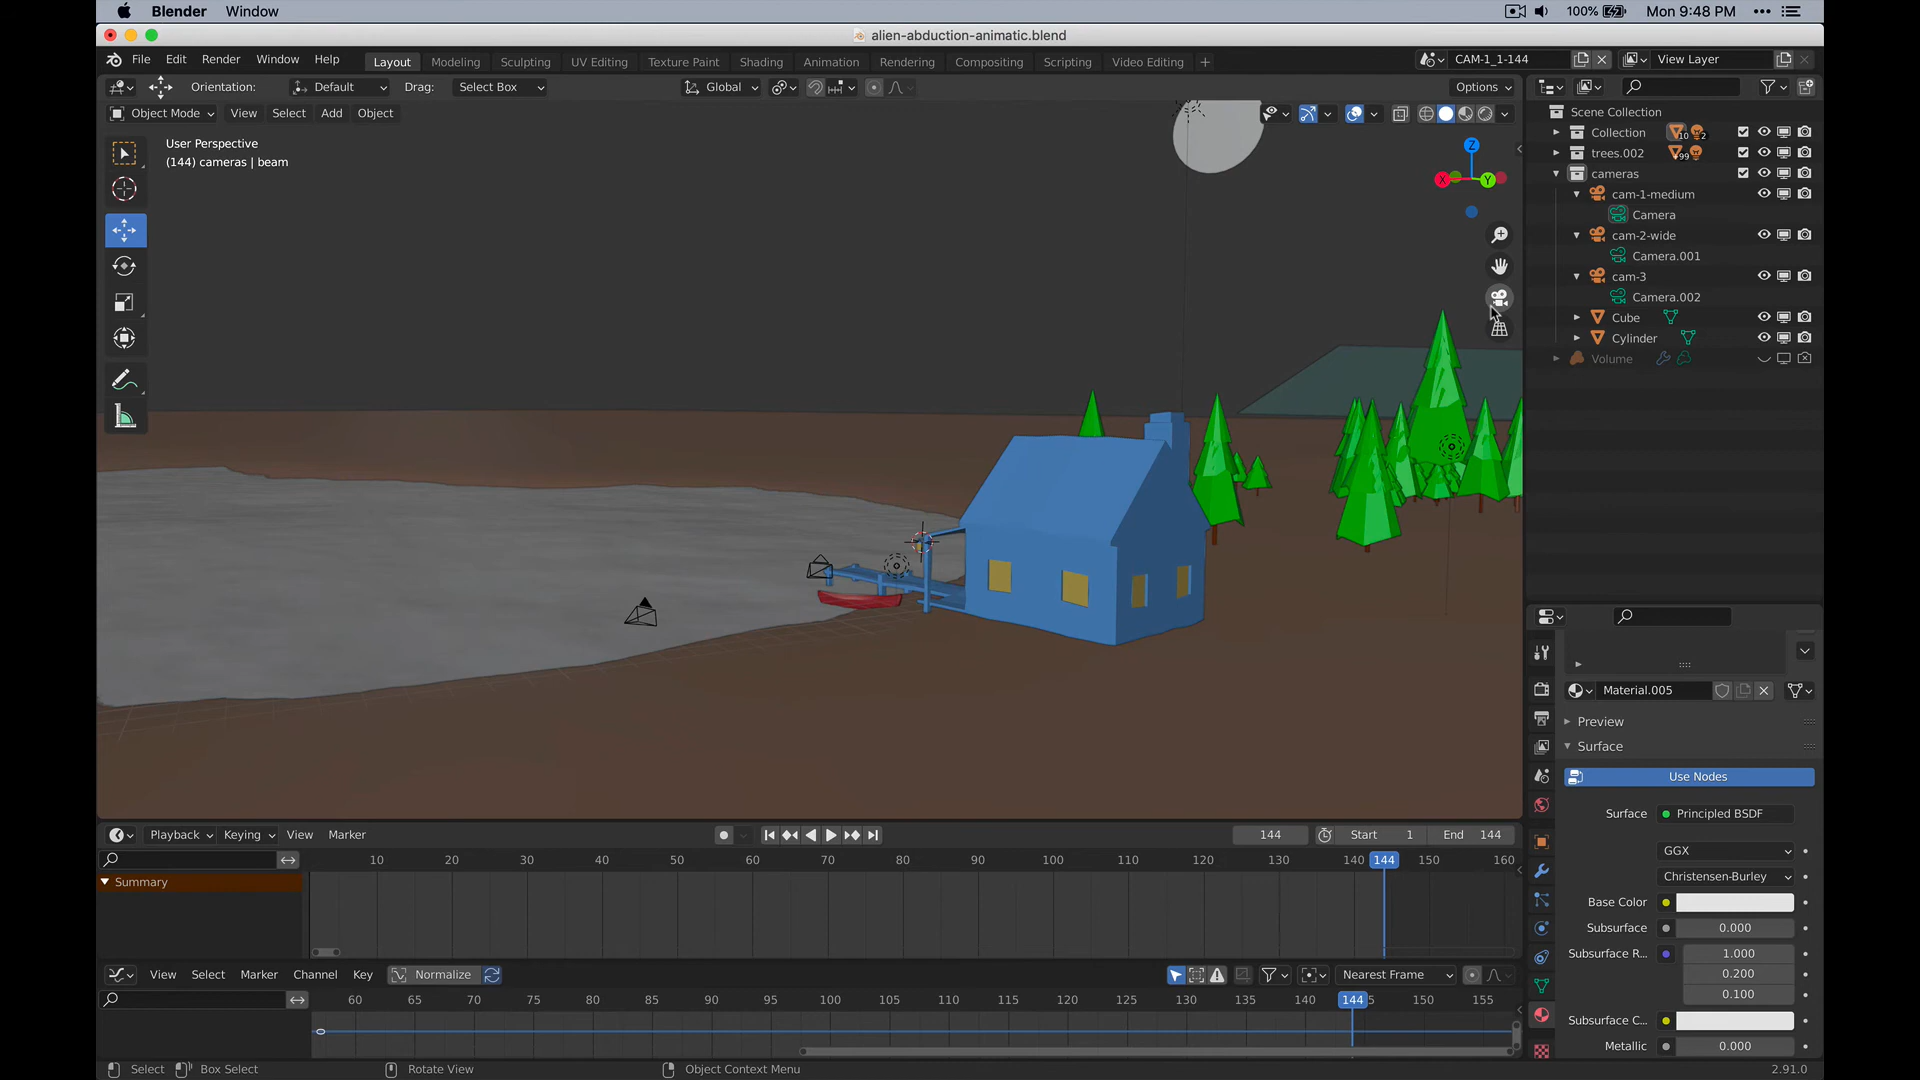 Blender Window 100% Mon 9:48 PM
alien-abduction-animatic.blend
File Edit Render Window Help Layout Modeling Sculpting UV Editing Texture Paint Shading Animation Rendering Compositing Scripting Video Editing + CAM-1_1-144 View Layer
Orientation: Default Drag: Select Box Global Options
Object Mode View Select Add Object
User Perspective
(144) cameras | beam
Z
X Y
Scene Collection
Collection 10 2
trees.002 99
cameras
cam-1-medium
Camera
cam-2-wide
Camera.001
cam-3
Camera.002
Cube
Cylinder
Volume
Material.005
Preview
Surface
Use Nodes
Surface Principled BSDF
GGX
Christensen-Burley
Base Color
Subsurface 0.000
Subsurface R... 1.000
0.200
0.100
Subsurface C...
Metallic 0.000
Playback Keying View Marker 144 Start 1 End 144
10 20 30 40 50 60 70 80 90 100 110 120 130 140 144 150 160
Summary
View Select Marker Channel Key Normalize Nearest Frame
60 65 70 75 80 85 90 95 100 105 110 115 120 125 130 135 140 144 5 150 155
Select Box Select Rotate View Object Context Menu 2.91.0